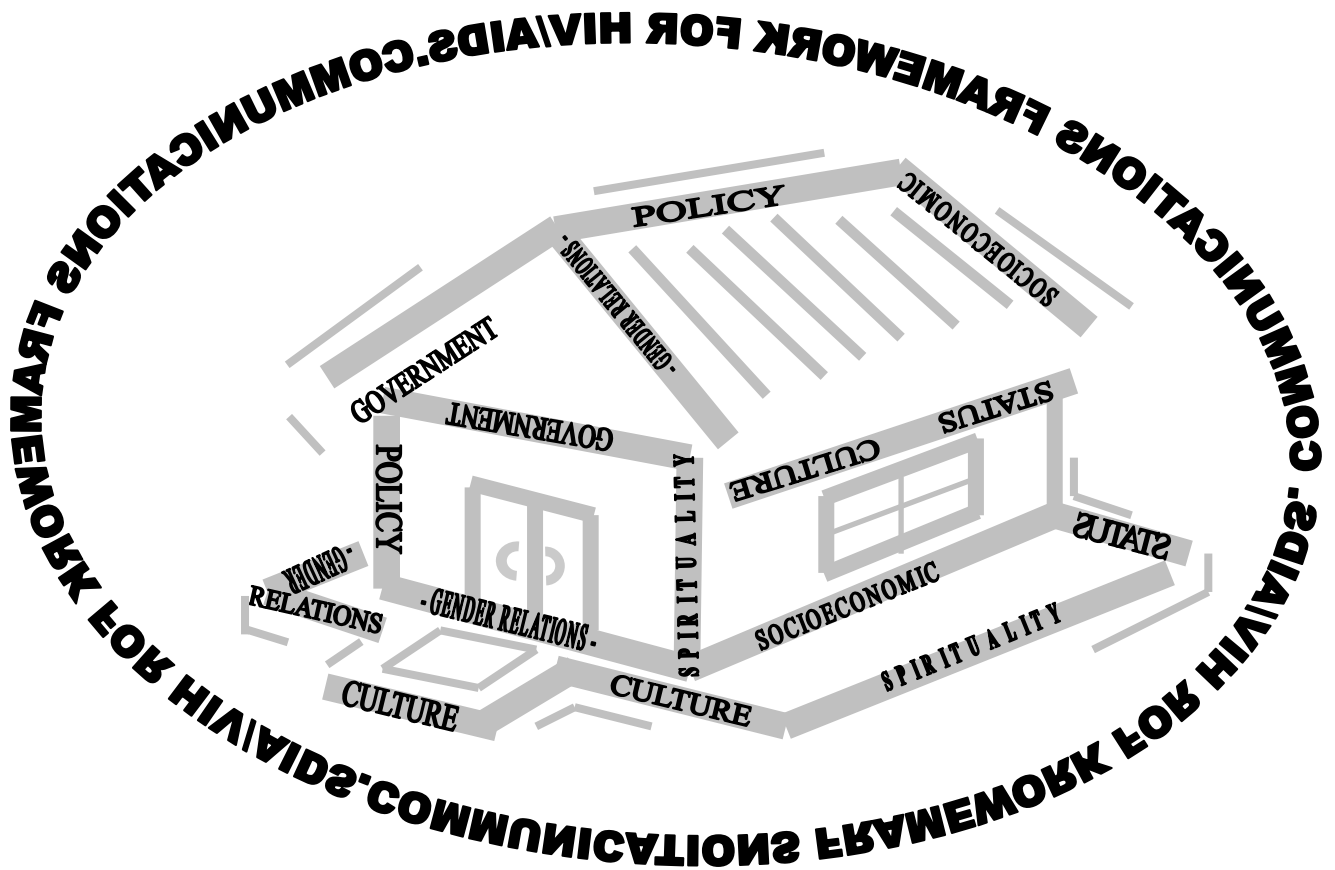 COMMUNICATIONS FRAMEWORK FOR HIV/AIDS.COMMUNICATIONS FRAMEWORK FOR HIV/AIDS.COMMUNICATIONS FRAMEWORK FOR HIV/AIDS.
POLICY
SOCIOECONOMIC
- GENDER RELATIONS -
GOVERNMENT
GOVERNMENT
STATUS
CULTURE
POLICY
SPIRITUALITY
STATUS
- GENDER
RELATIONS
- GENDER RELATIONS -
SOCIOECONOMIC
SPIRITUALITY
CULTURE
CULTURE